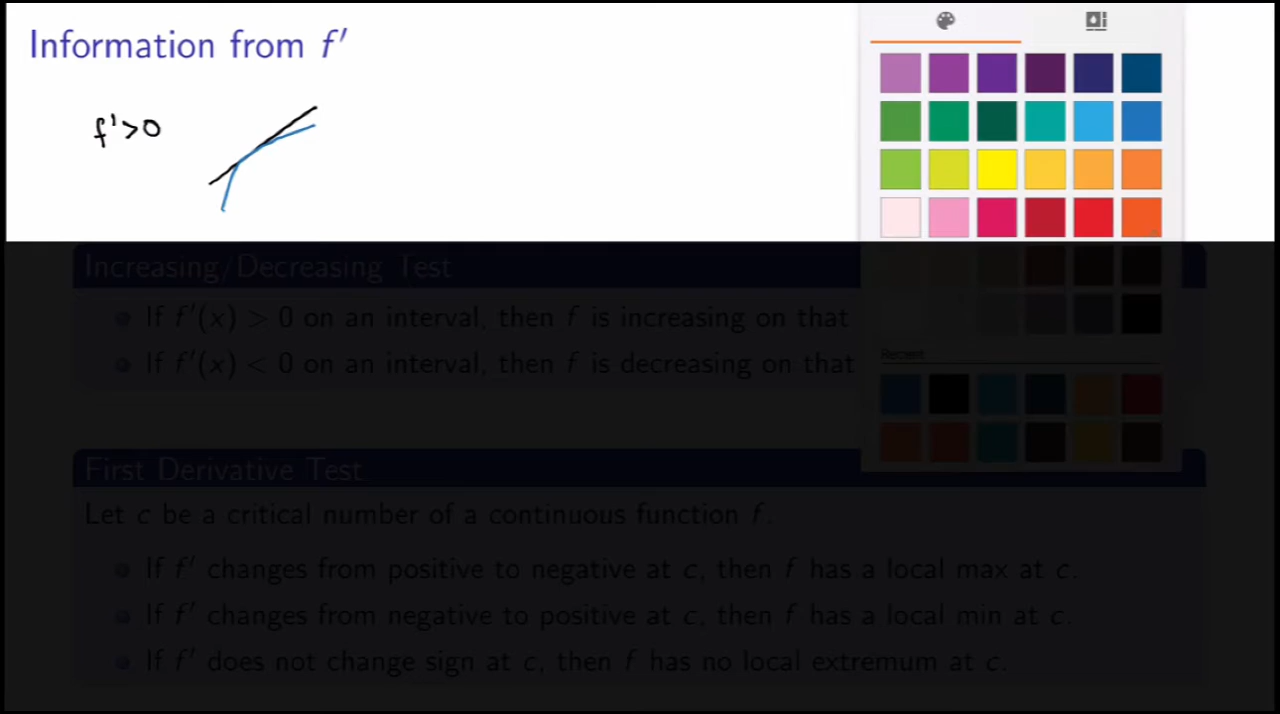 Information from f′
f'>0
Increasing/Decreasing Test
If f′(x) > 0 on an interval, then f is increasing on that
If f′(x) < 0 on an interval, then f is decreasing on that
Recent
First Derivative Test
Let c be a critical number of a continuous function f.
If f′ changes from positive to negative at c, then f has a local max at c.
If f′ changes from negative to positive at c, then f has a local min at c.
If f′ does not change sign at c, then f has no local extremum at c.